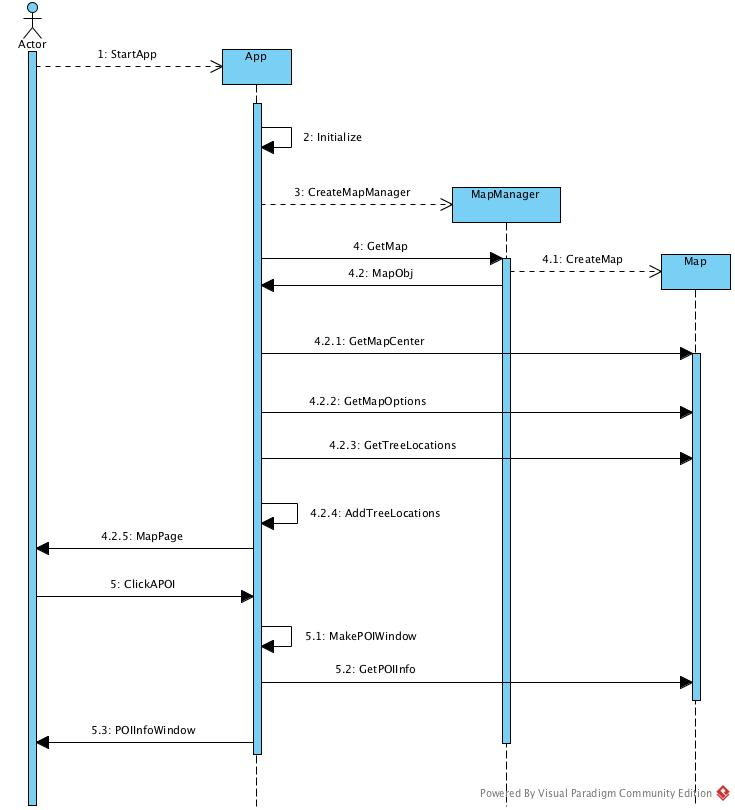 Actor
1: StartApp
App
2: Initialize
3: CreateMapManager
MapManager
4: GetMap
4.1: CreateMap
Map
4.2: MapObj
4.2.1: GetMapCenter
4.2.2: GetMapOptions
4.2.3: GetTreeLocations
4.2.4: AddTreeLocations
4.2.5: MapPage
5: ClickAPOI
5.1: MakePOIWindow
5.2: GetPOIInfo
5.3: POIInfoWindow
Powered By Visual Paradigm Community Edition